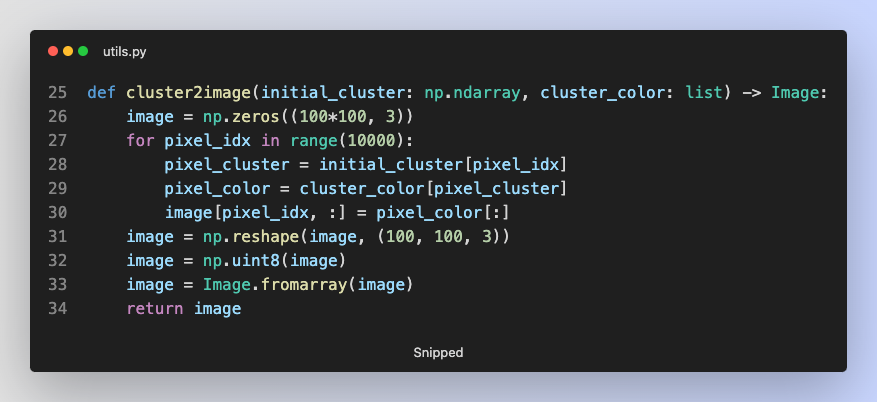 utils.py
25 def cluster2image(initial_cluster: np.ndarray, cluster_color: list) -> Image:
26     image = np.zeros((100*100, 3))
27     for pixel_idx in range(10000):
28         pixel_cluster = initial_cluster[pixel_idx]
29         pixel_color = cluster_color[pixel_cluster]
30         image[pixel_idx, :] = pixel_color[:]
31     image = np.reshape(image, (100, 100, 3))
32     image = np.uint8(image)
33     image = Image.fromarray(image)
34     return image
Snipped